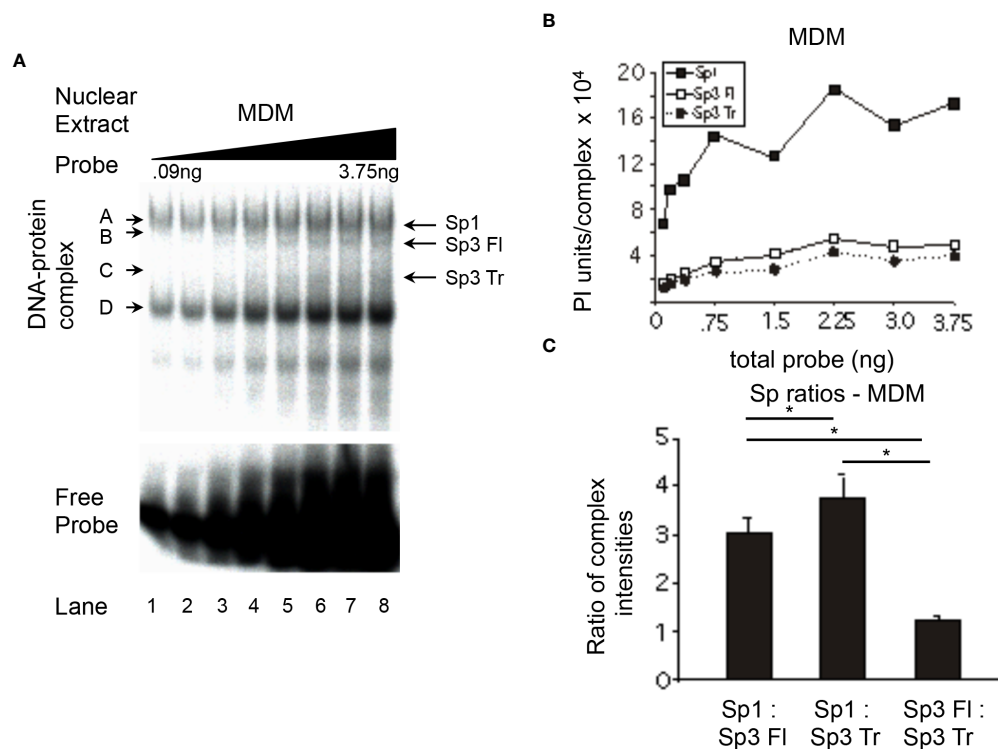 A
Nuclear
Extract
MDM
Probe
.09ng
3.75ng
DNA-protein
complex
A
B
C
D
Sp1
Sp3 Fl
Sp3 Tr
Free
Probe
Lane
1 2 3 4 5 6 7 8
B
MDM
PI units/complex x 10⁴
20
16
12
8
4
Sp1
Sp3 Fl
Sp3 Tr
0 .75 1.5 2.25 3.0 3.75
total probe (ng)
C
Sp ratios - MDM
*
*
*
Ratio of complex
intensities
5
4
3
2
1
0
Sp1 : Sp1 : Sp3 Fl :
Sp3 Fl Sp3 Tr Sp3 Tr